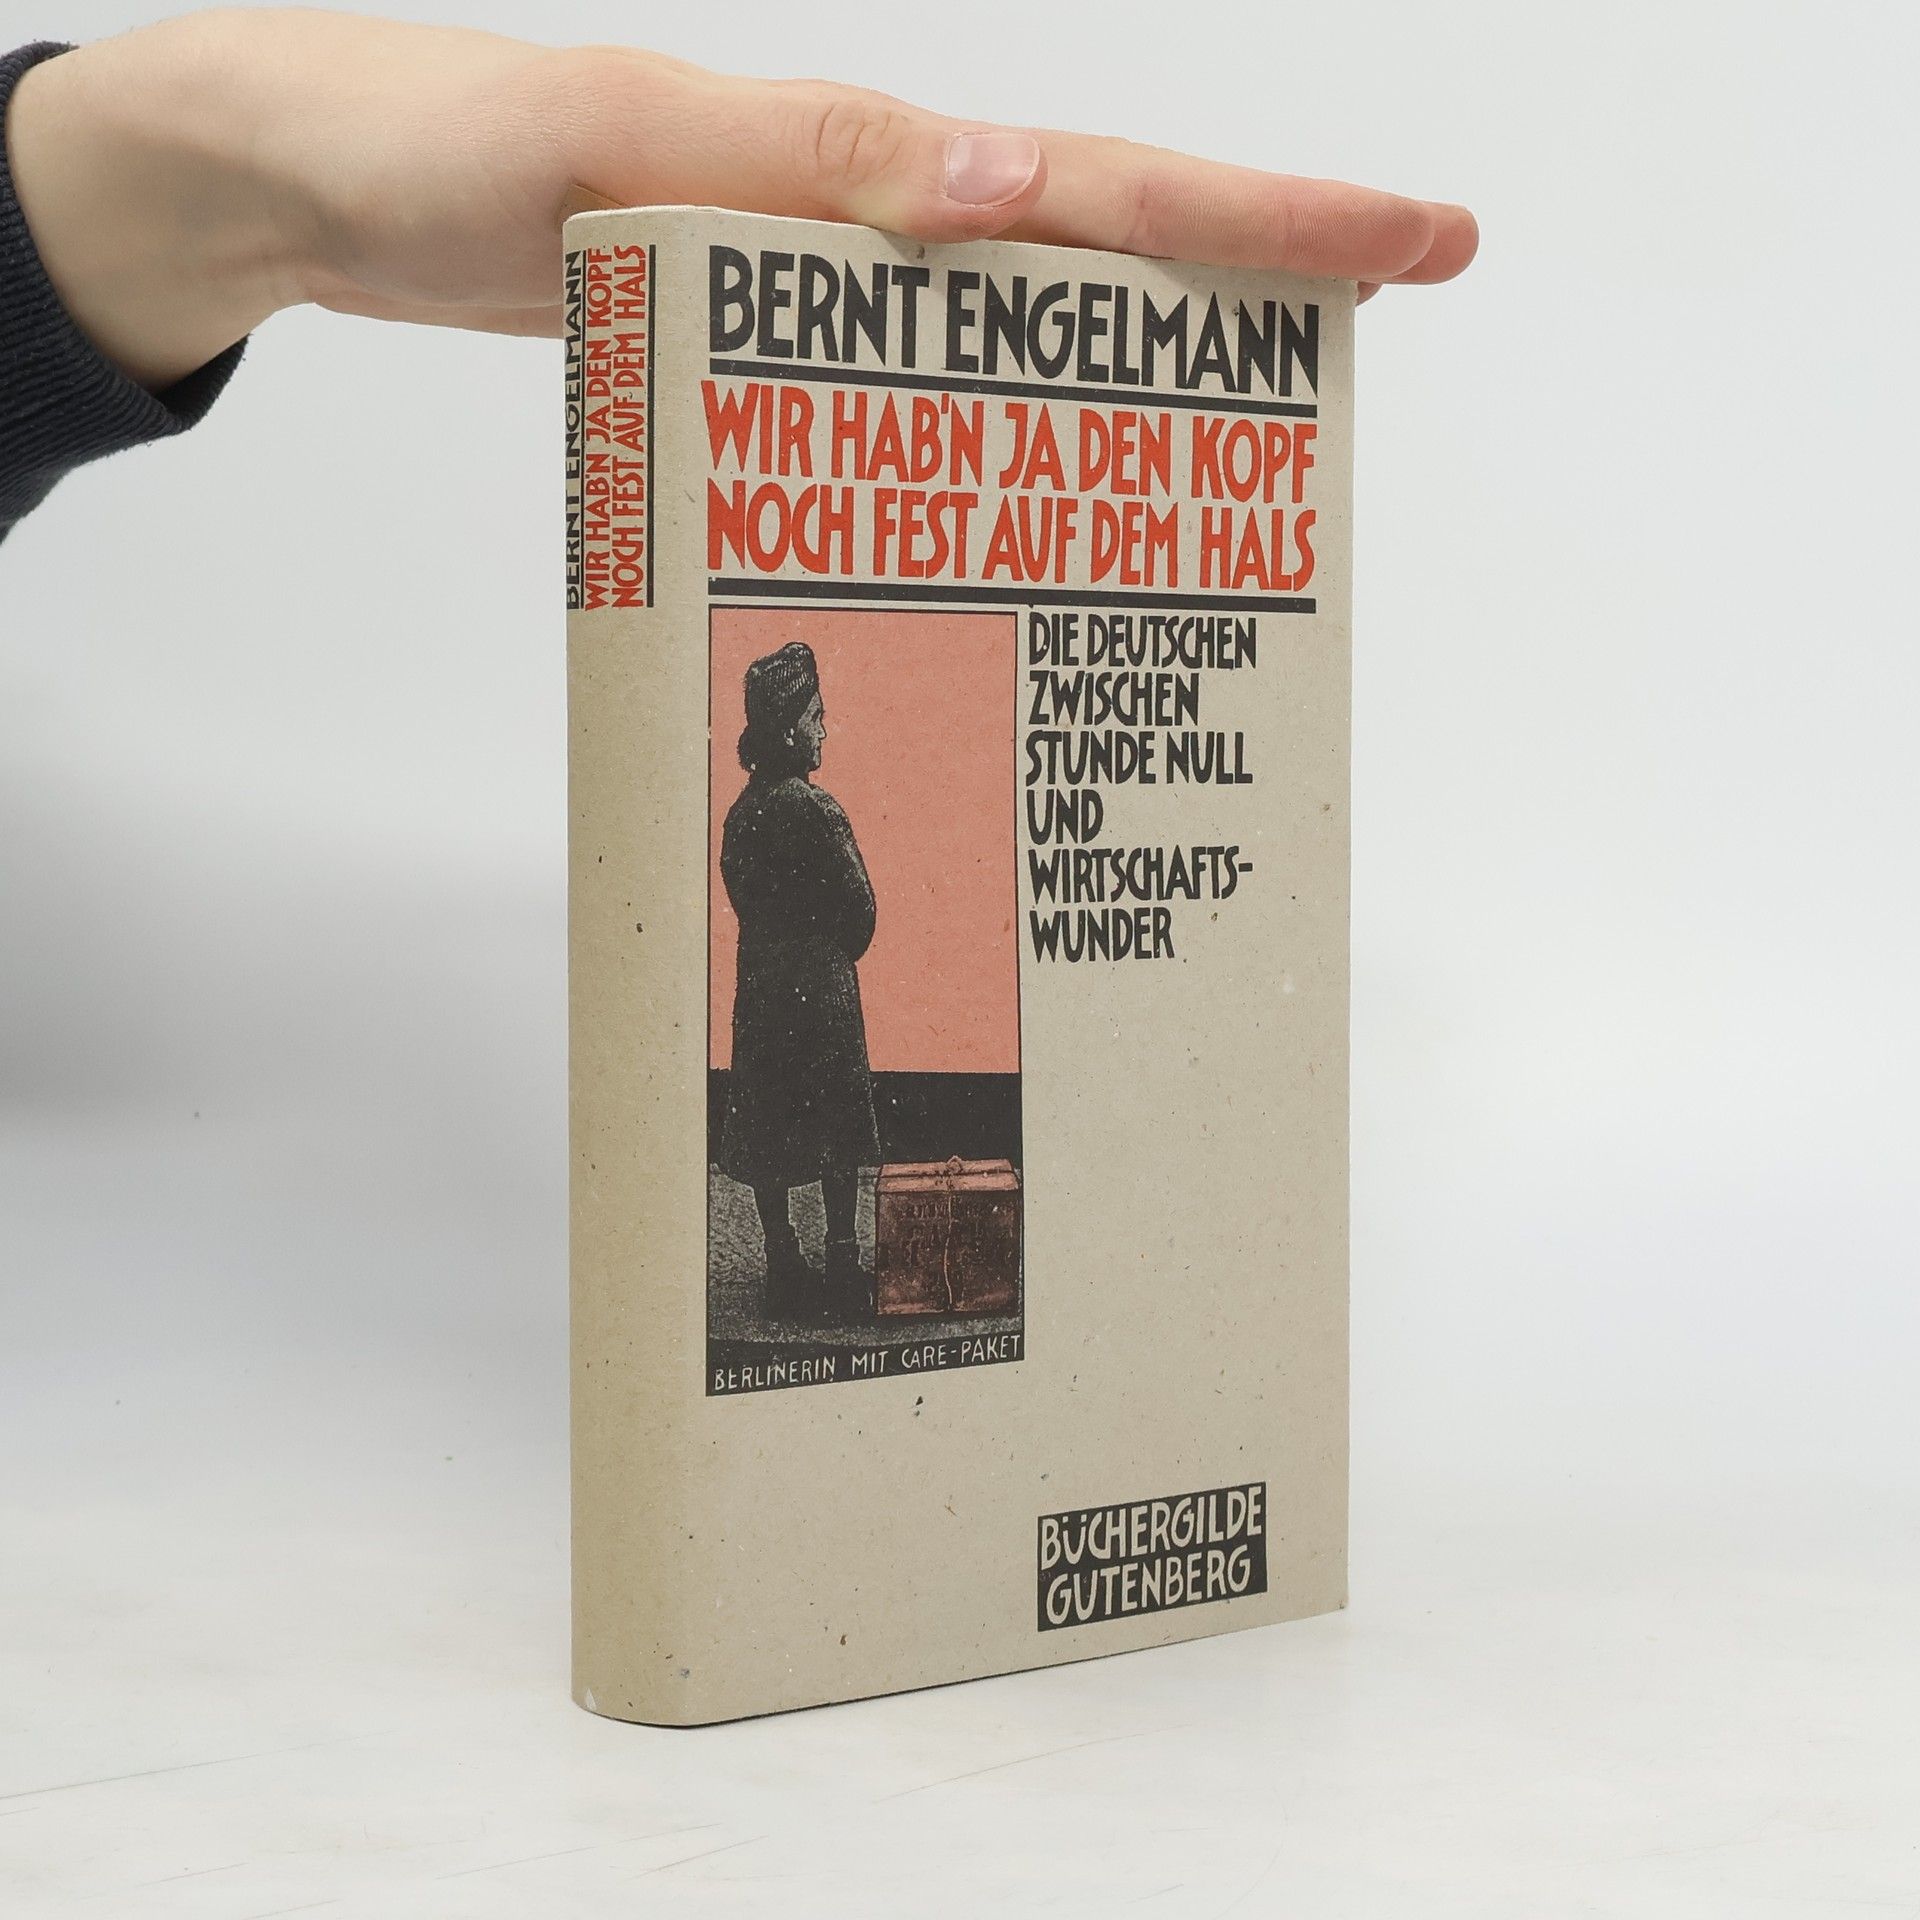 BERNT ENGELMANN
WIR HAB'N JA DEN KOPF
NOCH FEST AUF DEM HALS
BERNT ENGELMANN
WIR HAB'N JA DEN KOPF
NOCH FEST AUF DEM HALS
DIE DEUTSCHEN
ZWISCHEN
STUNDE NULL
UND
WIRTSCHAFTS-
WUNDER
BERLINERIN MIT CARE-PAKET
BÜCHERGILDE
GUTENBERG